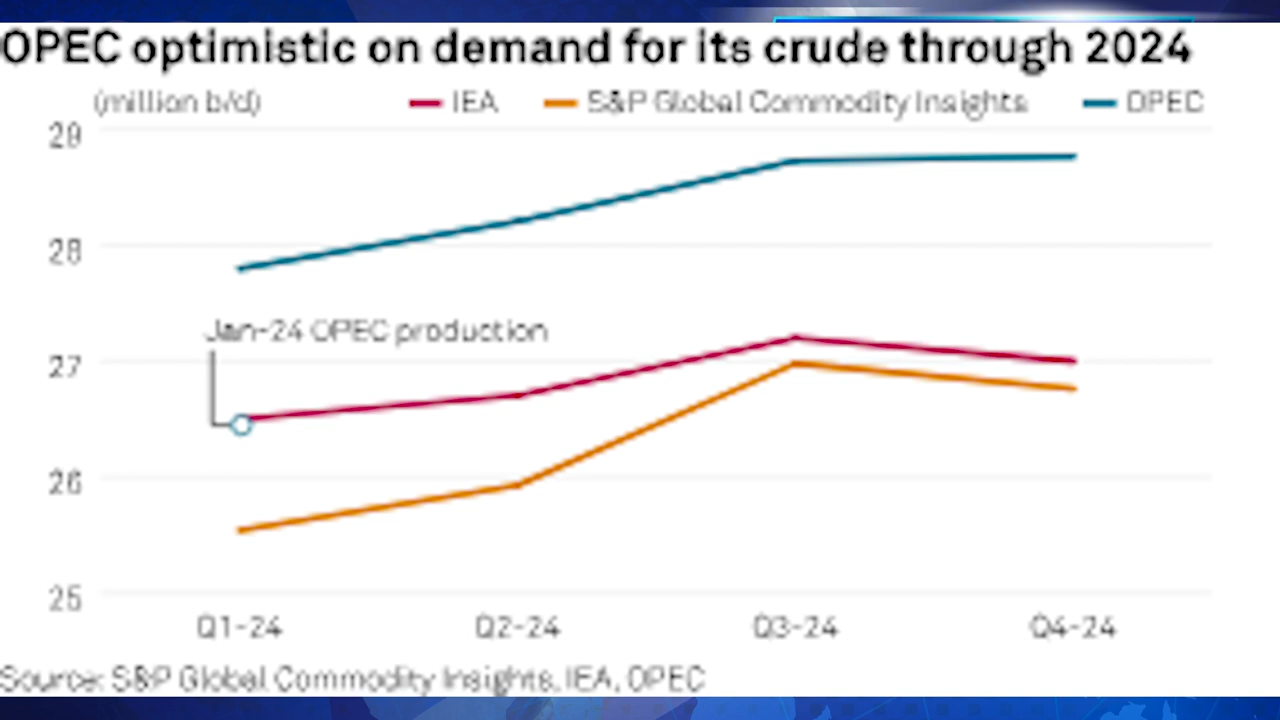 OPEC optimistic on demand for its crude through 2024
(million b/d) IEA S&P Global Commodity Insights OPEC
29
28
Jan-24 OPEC production
27
26
25
Q1-24 Q2-24 Q3-24 Q4-24
Source: S&P Global Commodity Insights, IEA, OPEC